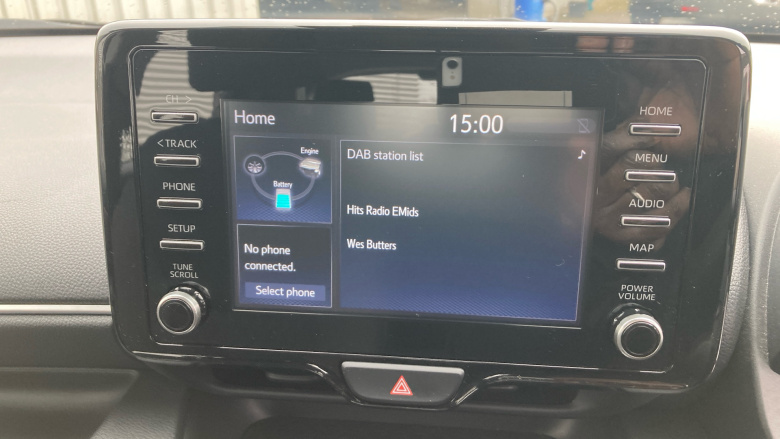 CH >
< TRACK
PHONE
SETUP
TUNE
SCROLL
Home
15:00
Engine
Battery
No phone
connected.
Select phone
DAB station list
Hits Radio EMids
Wes Butters
HOME
MENU
AUDIO
MAP
POWER
VOLUME